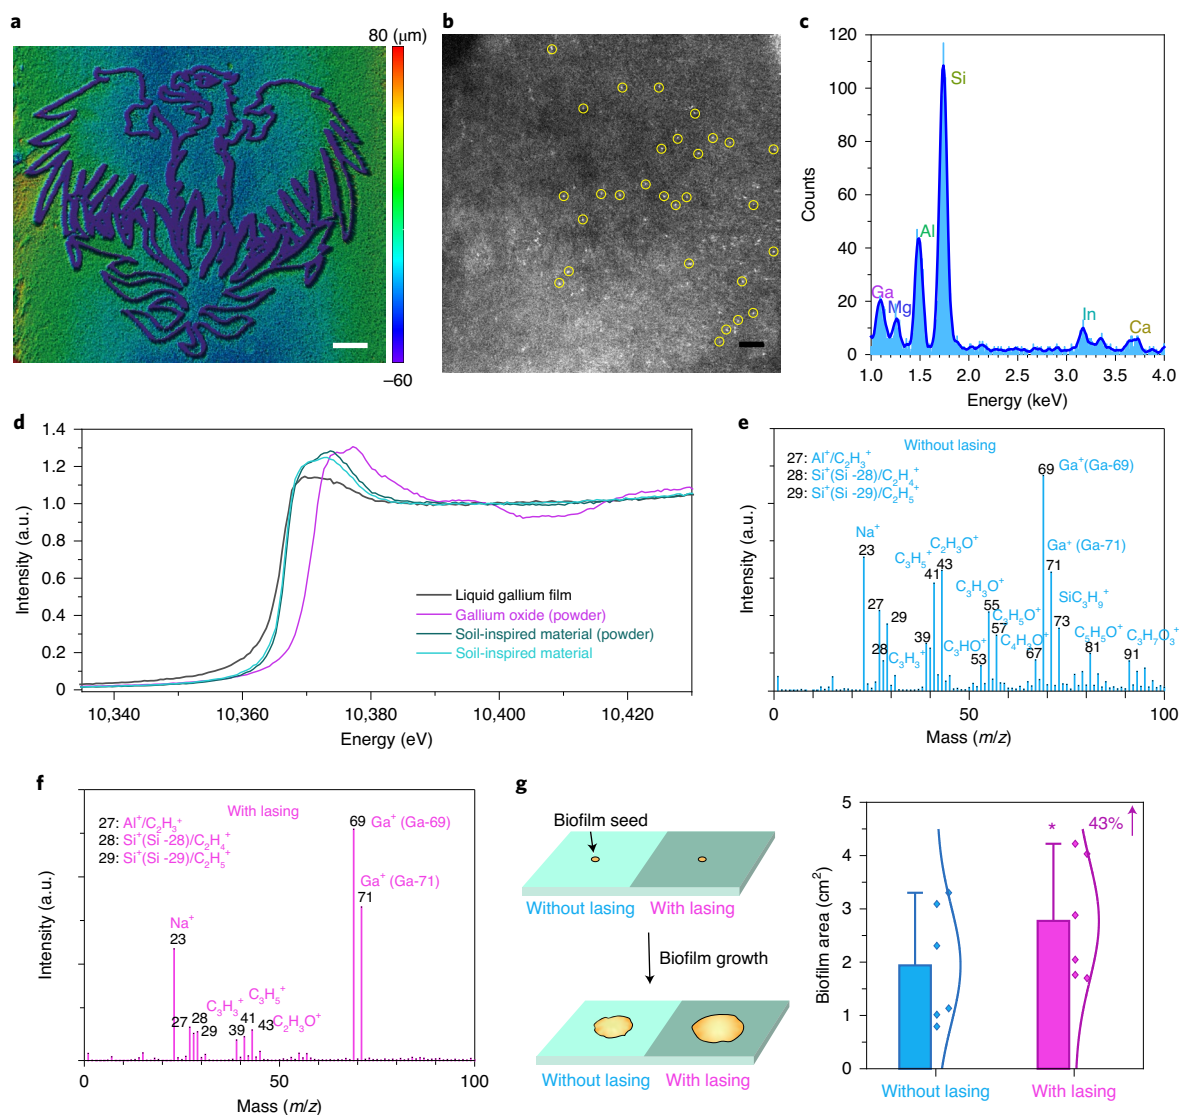 a
80 (μm)
−60
b
c
120
100
80
60
40
20
0
Counts
Ga
Mg
Al
Si
In
Ca
1.0
1.5
2.0
2.5
3.0
3.5
4.0
Energy (keV)
d
1.4
1.2
1.0
0.8
0.6
0.4
0.2
0
Intensity (a.u.)
Liquid gallium film
Gallium oxide (powder)
Soil-inspired material (powder)
Soil-inspired material
10,340
10,360
10,380
10,400
10,420
Energy (eV)
e
Without lasing
27: Al⁺/C₂H₃⁺
28: Si⁺(Si -28)/C₂H₄⁺
29: Si⁺(Si -29)/C₂H₅⁺
Intensity (a.u.)
69 Ga⁺(Ga-69)
Ga⁺ (Ga-71)
71
Na⁺
23
27
28
29
C₃H₃⁺
39
C₃H₅⁺
41
C₂H₃O⁺
43
C₃HO⁺
53
C₃H₃O⁺
55
C₃H₅O⁺
57
C₄H₃O⁺
67
SiC₃H₉⁺
73
C₅H₅O⁺
81
C₃H₇O₃⁺
91
0
50
100
Mass (m/z)
f
With lasing
27: Al⁺/C₂H₃⁺
28: Si⁺(Si -28)/C₂H₄⁺
29: Si⁺(Si -29)/C₂H₅⁺
Intensity (a.u.)
69 Ga⁺ (Ga-69)
Ga⁺ (Ga-71)
71
Na⁺
23
27
28
29
C₃H₃⁺
39
C₃H₅⁺
41
43 C₂H₃O⁺
0
50
100
Mass (m/z)
g
Biofilm seed
Without lasing
With lasing
Biofilm growth
Without lasing
With lasing
5
4
3
2
1
0
Biofilm area (cm²)
*
43%
Without lasing
With lasing